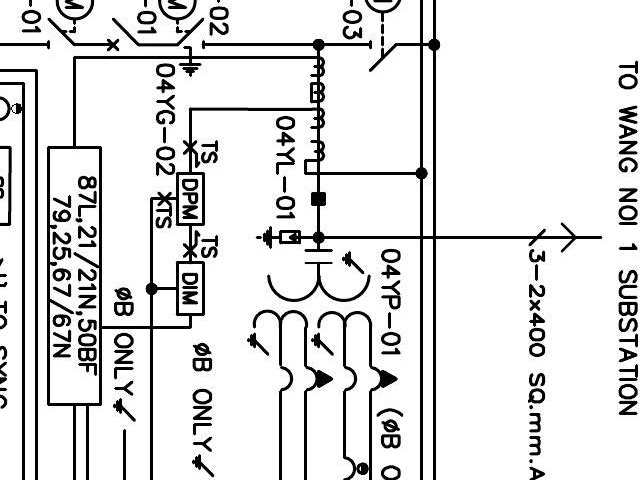 TO WANG NOI 1 SUBSTATION
3-2x400 SQ.mm.A
-03
04YP-01
(ØB O
-02
04YL-01
TS
TS
ØB ONLY
DPM
DIM
04YG-02
TS
M
M
-01
ØB ONLY
87L,21/21N,50BF
79,25,67/67N
-01